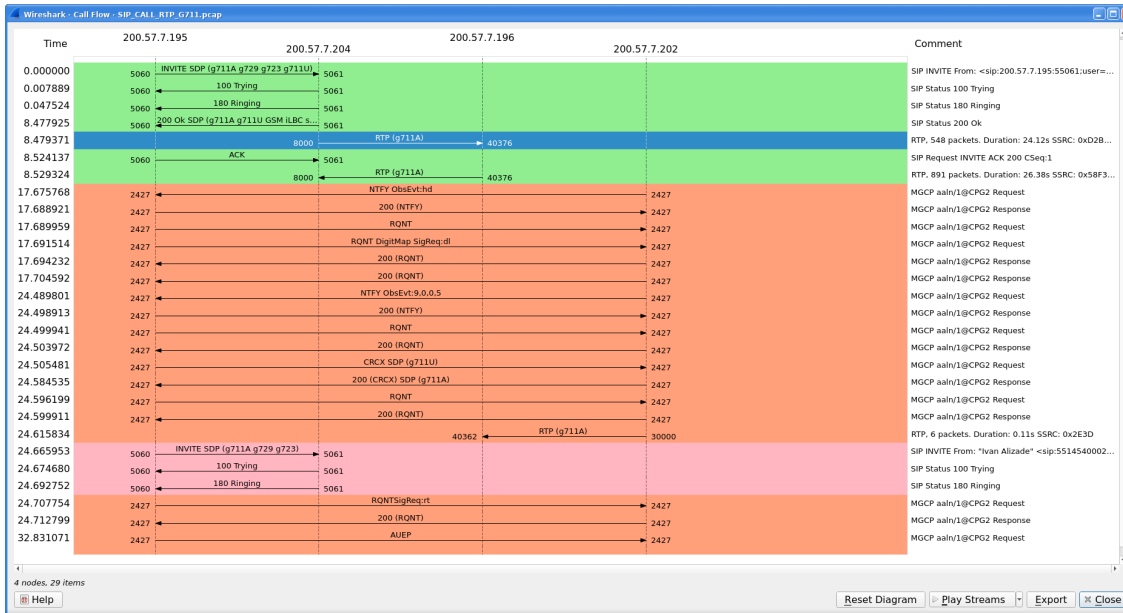 Wireshark · Call Flow · SIP_CALL_RTP_G711.pcap
Time 200.57.7.195 200.57.7.204 200.57.7.196 200.57.7.202 Comment
0.000000 5060 INVITE SDP (g711A g729 g723 g711U) 5061 SIP INVITE From: <sip:200.57.7.195:55061;user=...
0.007889 5060 100 Trying 5061 SIP Status 100 Trying
0.047524 5060 180 Ringing 5061 SIP Status 180 Ringing
8.477925 5060 200 Ok SDP (g711A g711U GSM iLBC s... 5061 SIP Status 200 Ok
8.479371 8000 RTP (g711A) 40376 RTP, 548 packets. Duration: 24.12s SSRC: 0xD2B...
8.524137 5060 ACK 5061 SIP Request INVITE ACK 200 CSeq:1
8.529324 8000 RTP (g711A) 40376 RTP, 891 packets. Duration: 26.38s SSRC: 0x58F3...
17.675768 2427 NTFY ObsEvt:hd 2427 MGCP aaln/1@CPG2 Request
17.688921 2427 200 (NTFY) 2427 MGCP aaln/1@CPG2 Response
17.689959 2427 RQNT 2427 MGCP aaln/1@CPG2 Request
17.691514 2427 RQNT DigitMap SigReq:dl 2427 MGCP aaln/1@CPG2 Request
17.694232 2427 200 (RQNT) 2427 MGCP aaln/1@CPG2 Response
17.704592 2427 200 (RQNT) 2427 MGCP aaln/1@CPG2 Response
24.489801 2427 NTFY ObsEvt:9,0,0,5 2427 MGCP aaln/1@CPG2 Request
24.498913 2427 200 (NTFY) 2427 MGCP aaln/1@CPG2 Response
24.499941 2427 RQNT 2427 MGCP aaln/1@CPG2 Request
24.503972 2427 200 (RQNT) 2427 MGCP aaln/1@CPG2 Response
24.505481 2427 CRCX SDP (g711U) 2427 MGCP aaln/1@CPG2 Request
24.584535 2427 200 (CRCX) SDP (g711A) 2427 MGCP aaln/1@CPG2 Response
24.596199 2427 RQNT 2427 MGCP aaln/1@CPG2 Request
24.599911 2427 200 (RQNT) 2427 MGCP aaln/1@CPG2 Response
24.615834 40362 RTP (g711A) 30000 RTP, 6 packets. Duration: 0.11s SSRC: 0x2E3D
24.665953 5060 INVITE SDP (g711A g729 g723) 5061 SIP INVITE From: "Ivan Alizade" <sip:5514540002...
24.674680 5060 100 Trying 5061 SIP Status 100 Trying
24.692752 5060 180 Ringing 5061 SIP Status 180 Ringing
24.707754 2427 RQNTSigReq:rt 2427 MGCP aaln/1@CPG2 Request
24.712799 2427 200 (RQNT) 2427 MGCP aaln/1@CPG2 Response
32.831071 2427 AUEP 2427 MGCP aaln/1@CPG2 Request
4 nodes, 29 items
Help Reset Diagram Play Streams Export Close